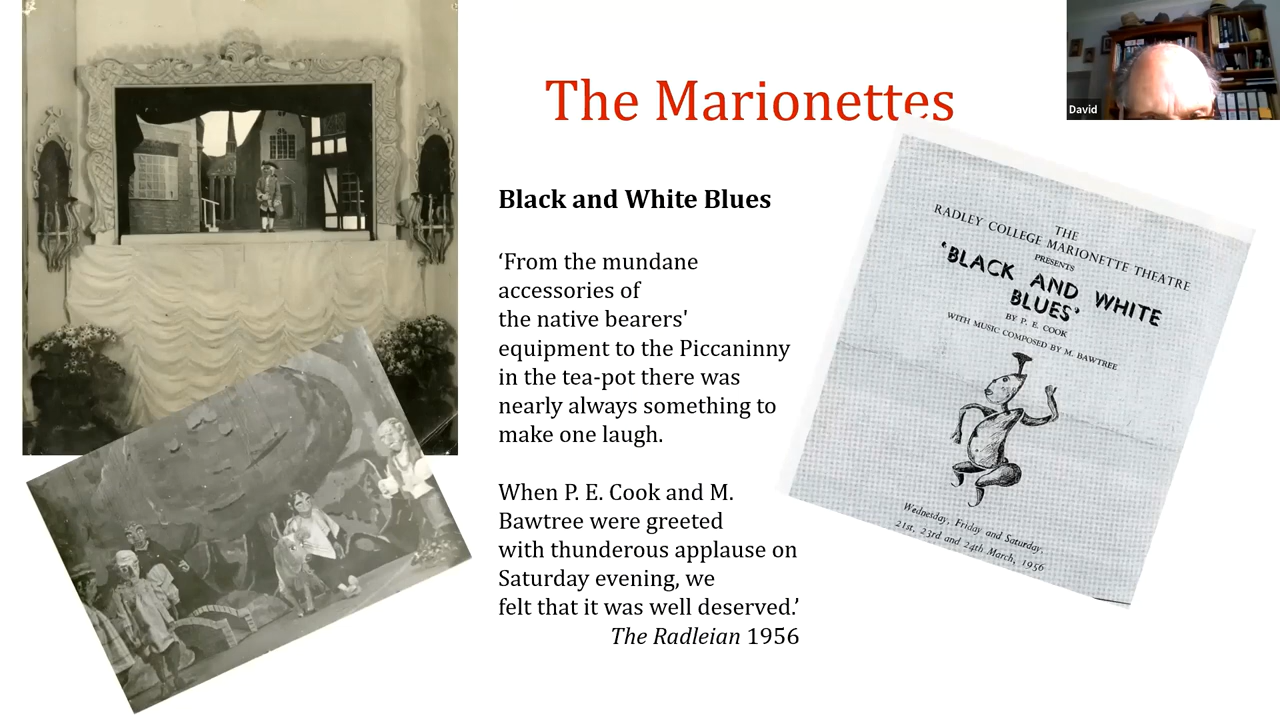 The Marionettes
David
Black and White Blues
‘From the mundane
accessories of
the native bearers'
equipment to the Piccaninny
in the tea-pot there was
nearly always something to
make one laugh.
When P. E. Cook and M.
Bawtree were greeted
with thunderous applause on
Saturday evening, we
felt that it was well deserved.’
The Radleian 1956
THE
RADLEY COLLEGE MARIONETTE THEATRE
PRESENTS
‘BLACK AND WHITE
BLUES’
BY P. E. COOK
WITH MUSIC COMPOSED BY M. BAWTREE
Wednesday, Friday and Saturday,
21st, 23rd and 24th March, 1956